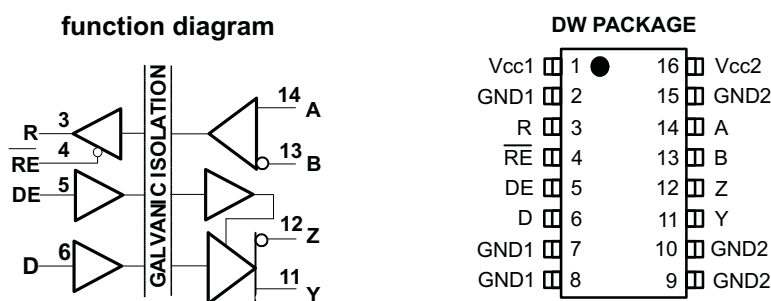 function diagram
3
R
4
RE
5
DE
6
D
GALVANIC ISOLATION
14
A
13
B
12
Z
11
Y
DW PACKAGE
Vcc1 1 16 Vcc2
GND1 2 15 GND2
R 3 14 A
RE 4 13 B
DE 5 12 Z
D 6 11 Y
GND1 7 10 GND2
GND1 8 9 GND2